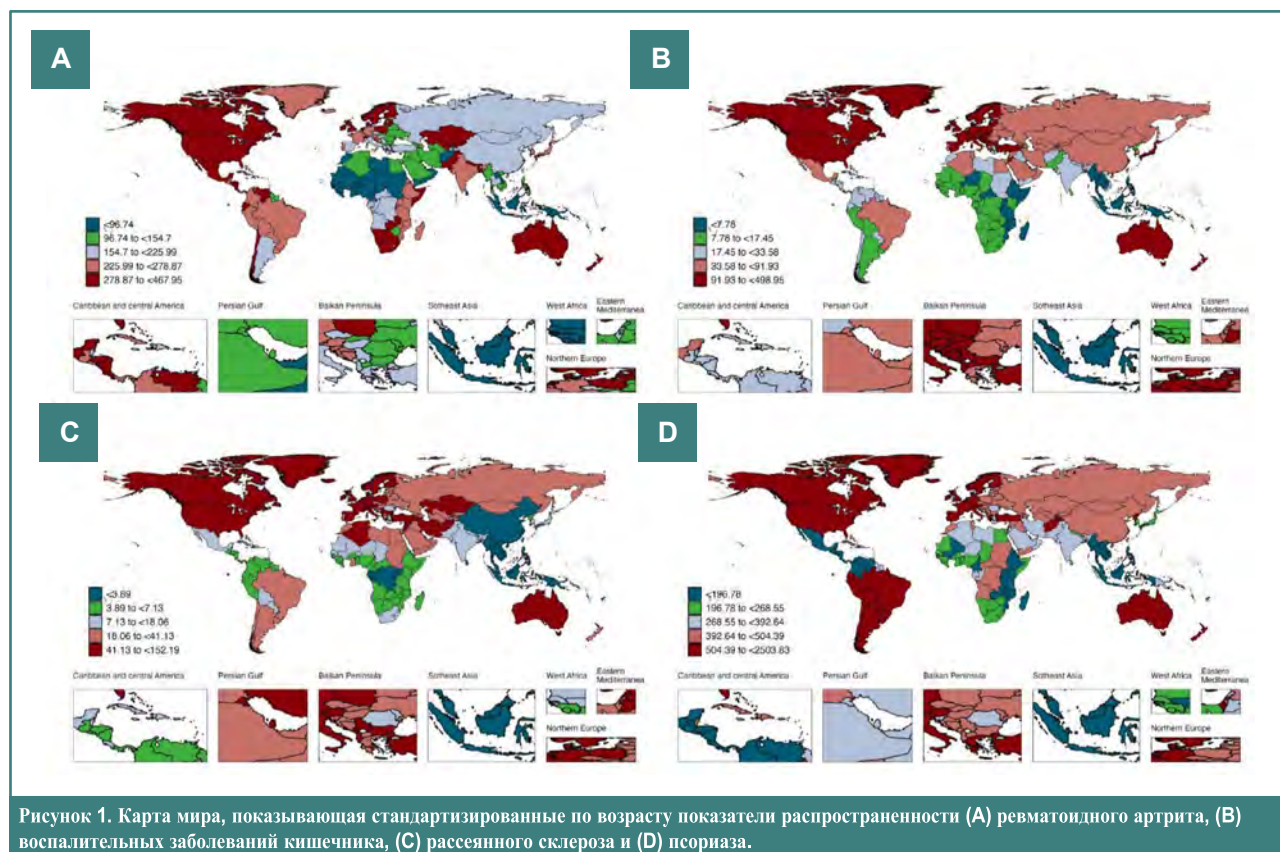 A
B
<96.74
96.74 to <154.7
154.7 to <225.99
225.99 to <278.87
278.87 to <467.95
<7.78
7.78 to <17.45
17.45 to <33.58
33.58 to <91.93
91.93 to <498.95
Caribbean and central America
Persian Gulf
Balkan Peninsula
Sotheast Asia
West Africa
Eastern
Mediterranea
Northern Europe
Caribbean and central America
Persian Gulf
Balkan Peninsula
Sotheast Asia
West Africa
Eastern
Mediterranea
Northern Europe
C
D
<3.89
3.89 to <7.13
7.13 to <18.06
18.06 to <41.13
41.13 to <152.19
<196.78
196.78 to <268.55
268.55 to <392.64
392.64 to <504.39
504.39 to <2503.83
Caribbean and central America
Persian Gulf
Balkan Peninsula
Sotheast Asia
West Africa
Eastern
Mediterranea
Northern Europe
Caribbean and central America
Persian Gulf
Balkan Peninsula
Sotheast Asia
West Africa
Eastern
Mediterranea
Northern Europe
Рисунок 1. Карта мира, показывающая стандартизированные по возрасту показатели распространенности (A) ревматоидного артрита, (B)
воспалительных заболеваний кишечника, (C) рассеянного склероза и (D) псориаза.